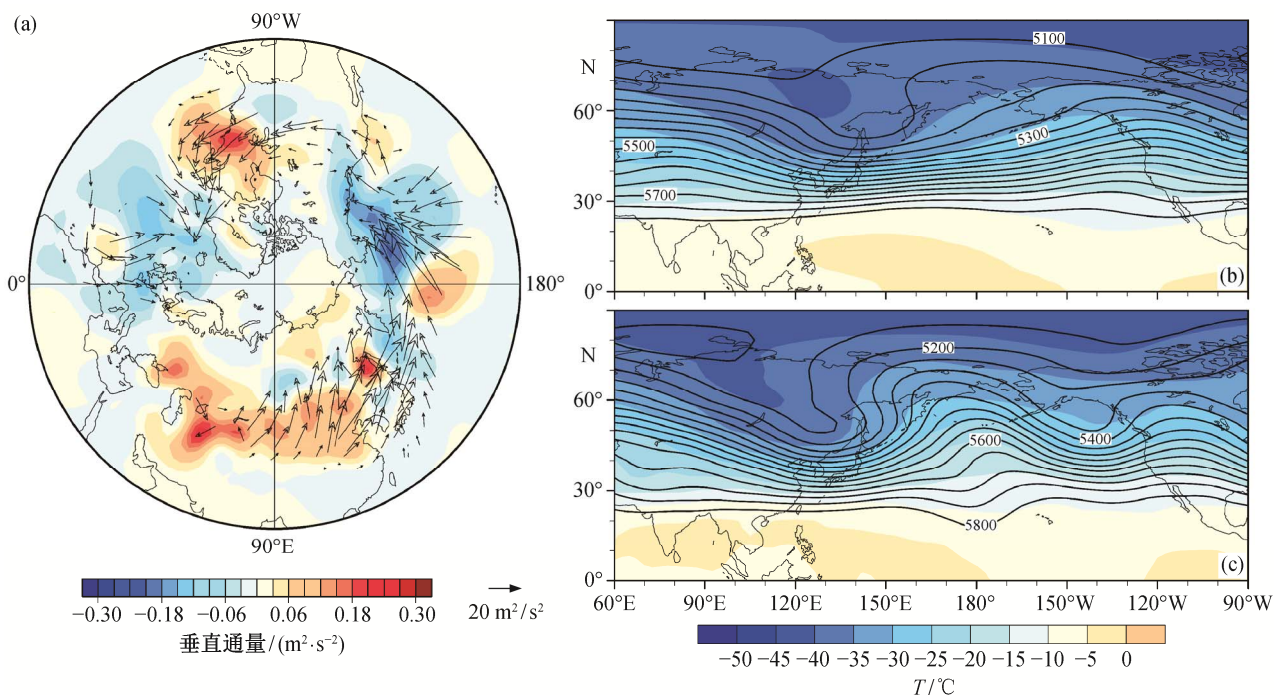 (a)
90°W
0°
180°
90°E
−0.30 −0.18 −0.06 0.06 0.18 0.30
垂直通量/(m²·s⁻²)
20 m²/s²
N
60°
30°
0°
5100
5300
5500
5700
(b)
N
60°
30°
0°
5200
5600
5400
5800
(c)
60°E 90°E 120°E 150°E 180° 150°W 120°W 90°W
−50 −45 −40 −35 −30 −25 −20 −15 −10 −5 0
T/℃